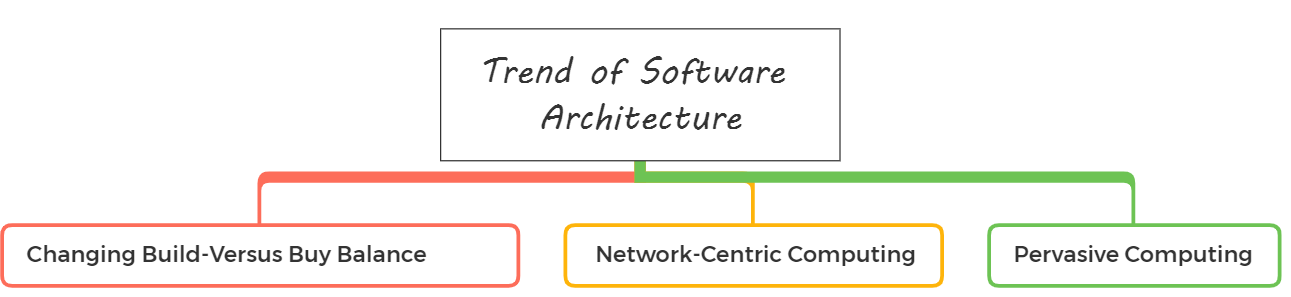 Trend of Software
Architecture
Changing Build-Versus Buy Balance
Network-Centric Computing
Pervasive Computing